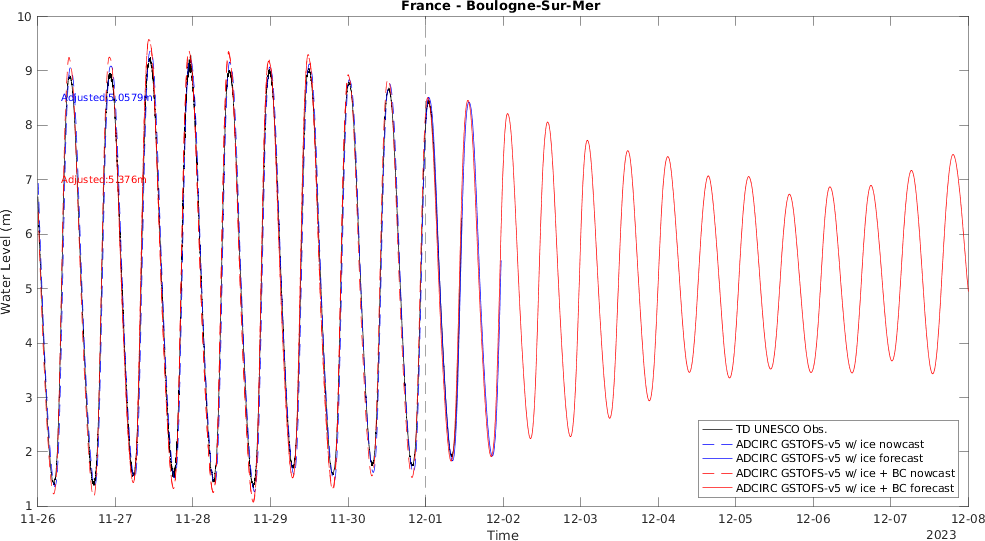 France - Boulogne-Sur-Mer
10
9
8
7
6
5
4
3
2
1
Water Level (m)
Adjusted:5.0579m
Adjusted:5.376m
TD UNESCO Obs.
ADCIRC GSTOFS-v5 w/ ice nowcast
ADCIRC GSTOFS-v5 w/ ice forecast
ADCIRC GSTOFS-v5 w/ ice + BC nowcast
ADCIRC GSTOFS-v5 w/ ice + BC forecast
11-26 11-27 11-28 11-29 11-30 12-01 12-02 12-03 12-04 12-05 12-06 12-07 12-08
Time
2023